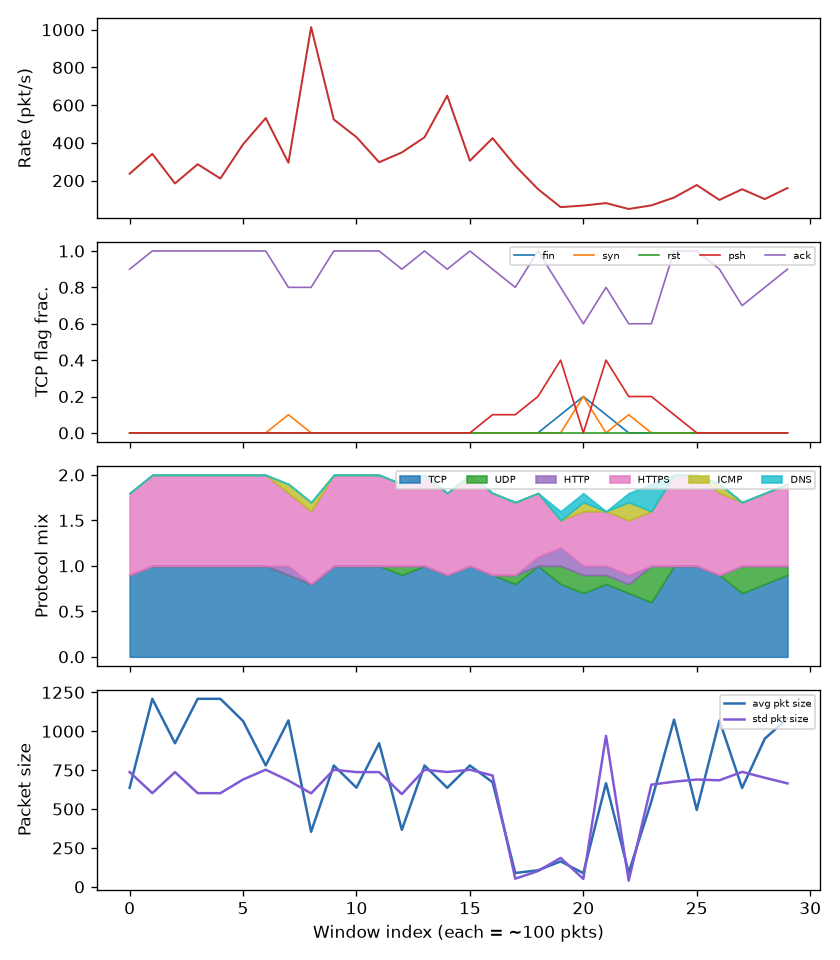 Rate (pkt/s)
1000
800
600
400
200
TCP flag frac.
1.0
0.8
0.6
0.4
0.2
0.0
fin syn rst psh ack
Protocol mix
2.0
1.5
1.0
0.5
0.0
TCP UDP HTTP HTTPS ICMP DNS
Packet size
1250
1000
750
500
250
0
avg pkt size
std pkt size
0 5 10 15 20 25 30
Window index (each = ~100 pkts)